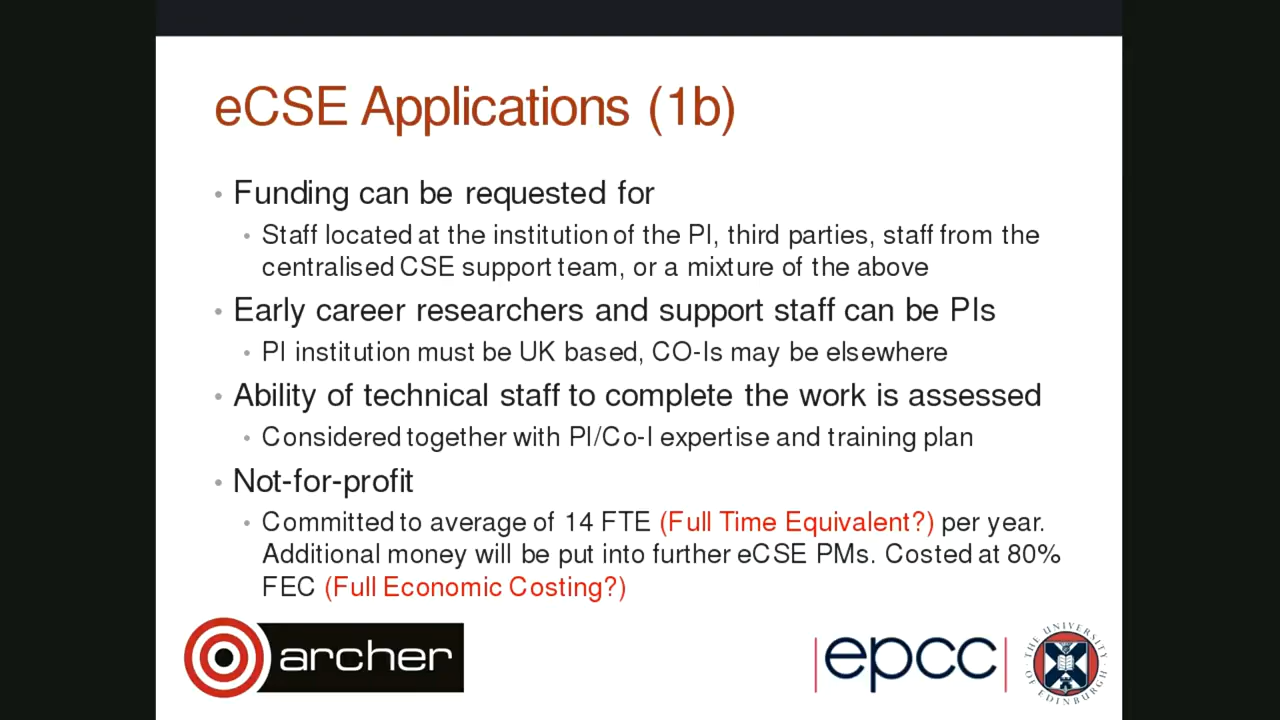 eCSE Applications (1b)
• Funding can be requested for
• Staff located at the institution of the PI, third parties, staff from the
centralised CSE support team, or a mixture of the above
• Early career researchers and support staff can be PIs
• PI institution must be UK based, CO-Is may be elsewhere
• Ability of technical staff to complete the work is assessed
• Considered together with PI/Co-I expertise and training plan
• Not-for-profit
• Committed to average of 14 FTE (Full Time Equivalent?) per year.
Additional money will be put into further eCSE PMs. Costed at 80%
FEC (Full Economic Costing?)
archer
|epcc|
THE UNIVERSITY
OF EDINBURGH